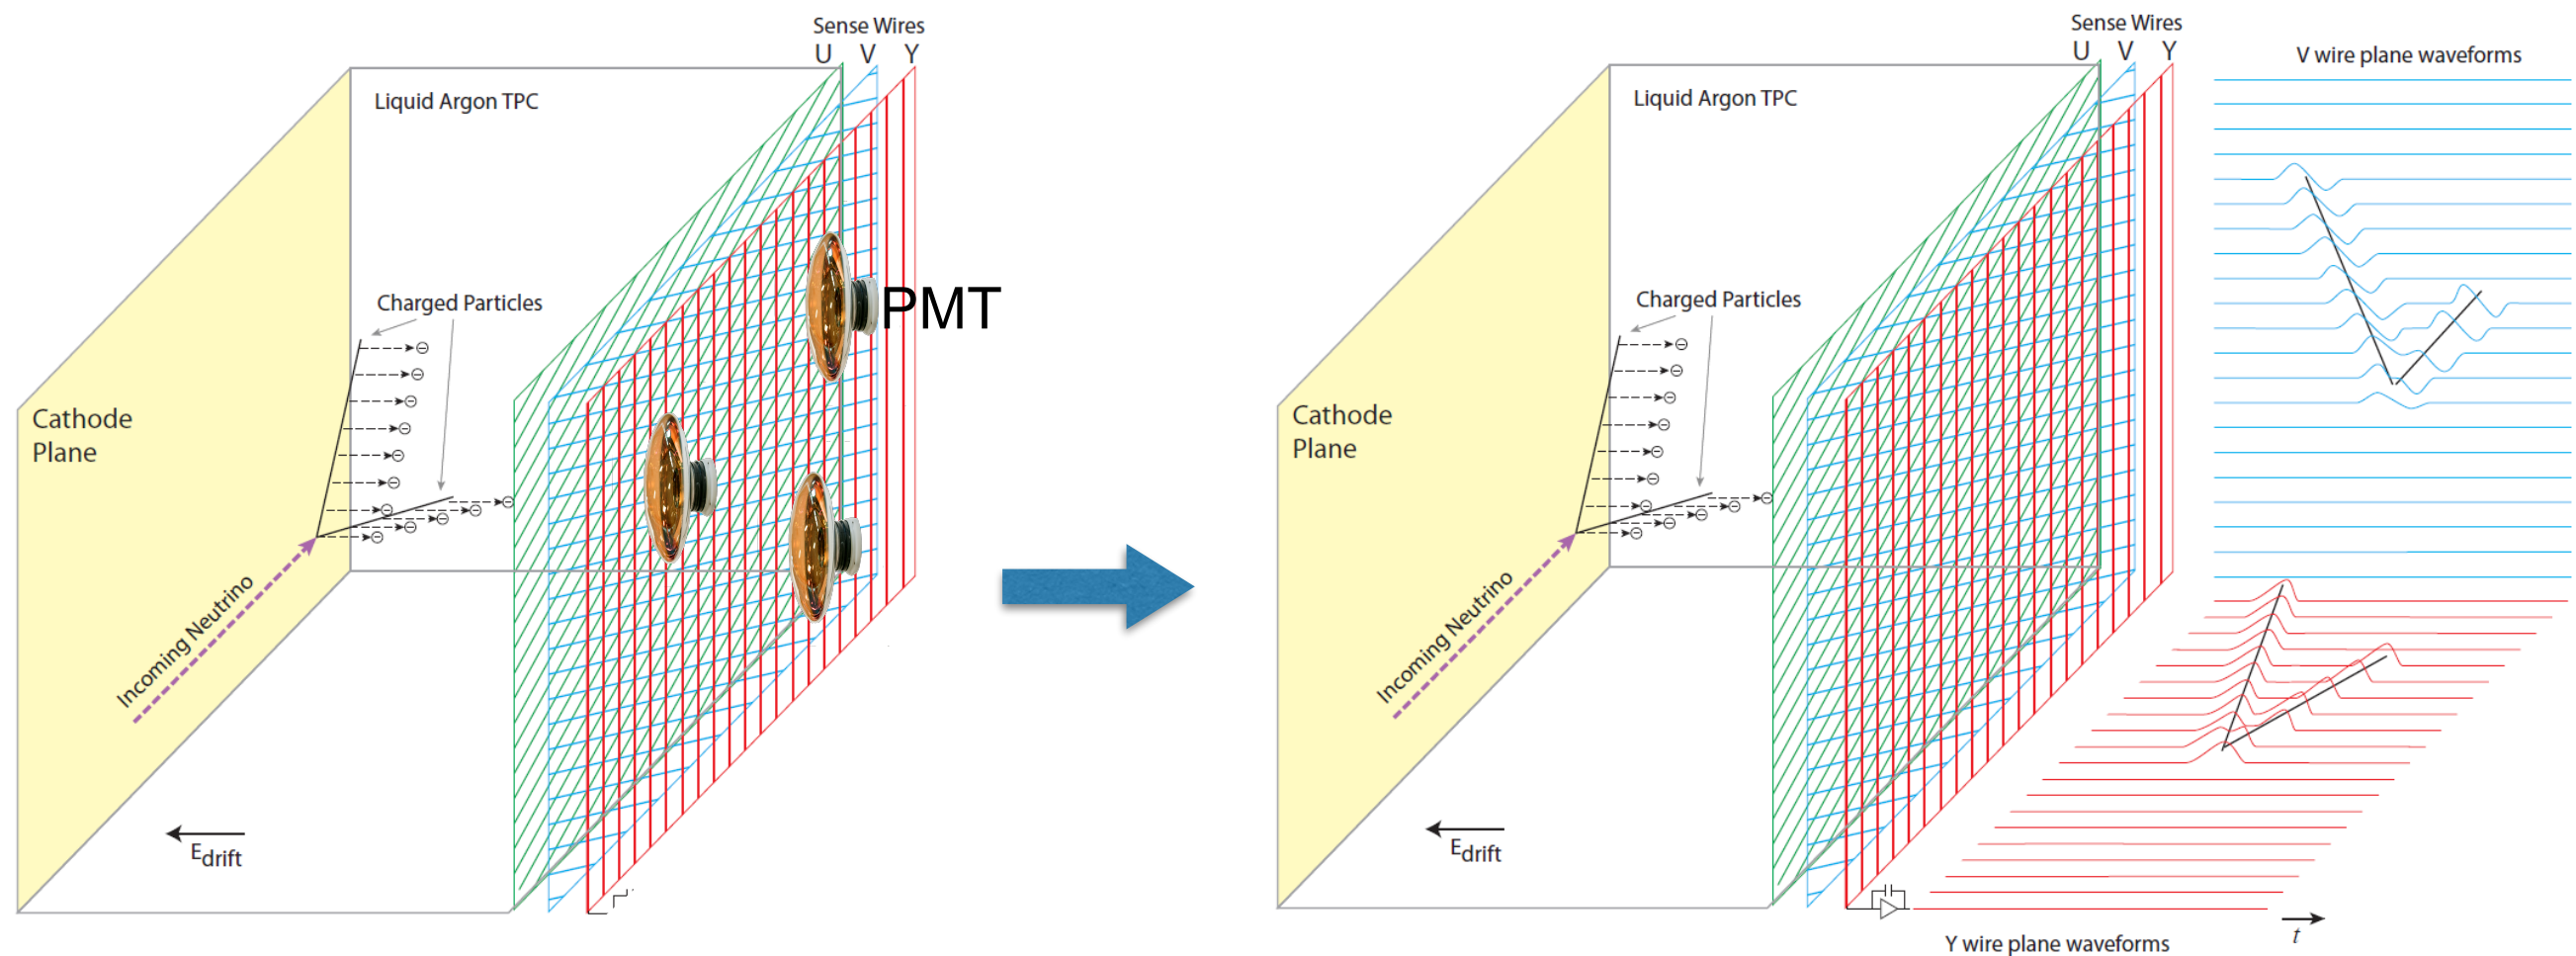 Sense Wires
U V Y
Liquid Argon TPC
Charged Particles
PMT
Cathode
Plane
Incoming Neutrino
Edrift
Sense Wires
U V Y
V wire plane waveforms
Liquid Argon TPC
Charged Particles
Cathode
Plane
Incoming Neutrino
Edrift
t
Y wire plane waveforms